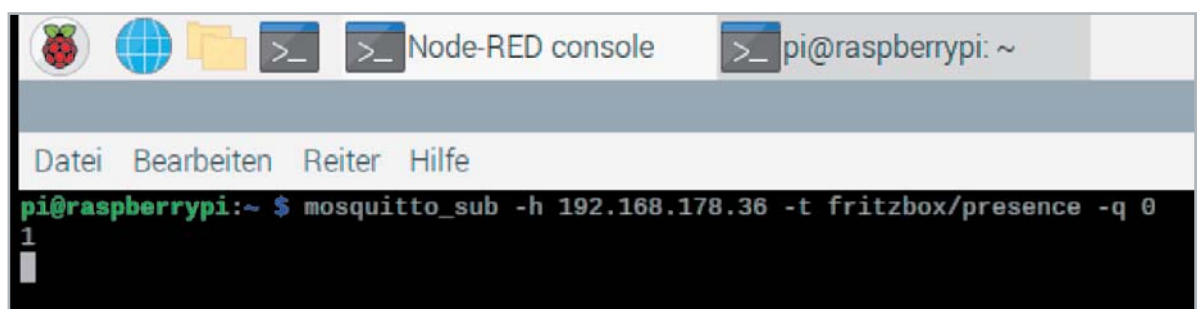 >_ >_ Node-RED console >_ pi@raspberrypi: ~
Datei Bearbeiten Reiter Hilfe
pi@raspberrypi:~ $ mosquitto_sub -h 192.168.178.36 -t fritzbox/presence -q 0
1